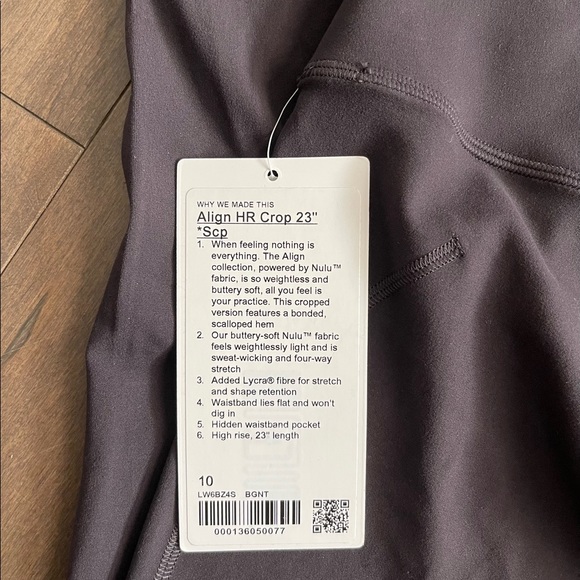 WHY WE MADE THIS
Align HR Crop 23"
*Scp
1. When feeling nothing is
everything. The Align
collection, powered by Nulu™
fabric, is so weightless and
buttery soft, all you feel is
your practice. This cropped
version features a bonded,
scalloped hem
2. Our buttery-soft Nulu™ fabric
feels weightlessly light and is
sweat-wicking and four-way
stretch
3. Added Lycra® fibre for stretch
and shape retention
4. Waistband lies flat and won't
dig in
5. Hidden waistband pocket
6. High rise, 23" length
10
LW6BZ4S BGNT
000136050077